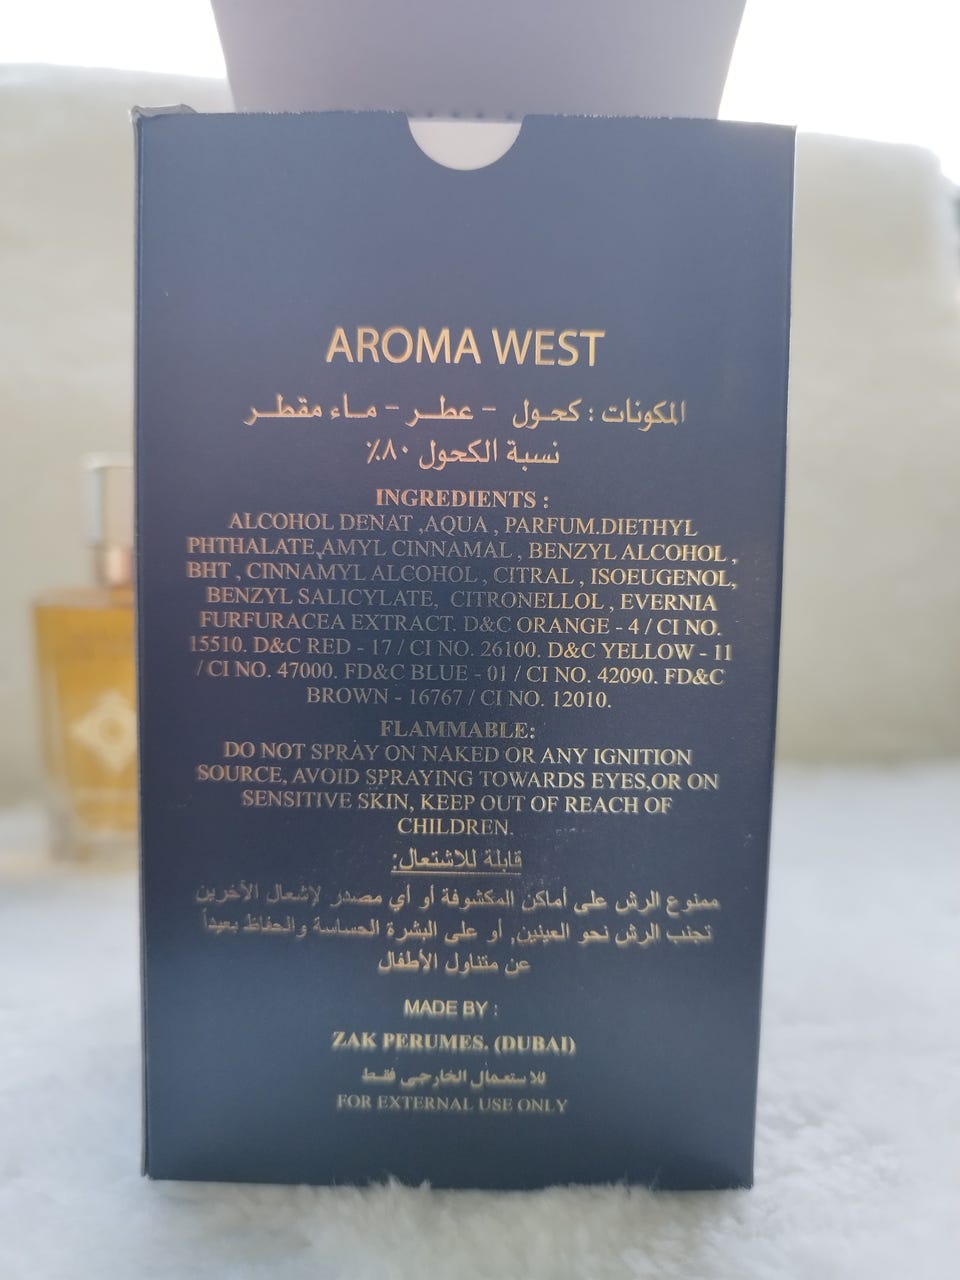 AROMA WEST
المكونات : كحول - عطر - ماء مقطر
نسبة الكحول ٨٠٪
INGREDIENTS :
ALCOHOL DENAT ,AQUA , PARFUM.DIETHYL
PHTHALATE,AMYL CINNAMAL , BENZYL ALCOHOL ,
BHT , CINNAMYL ALCOHOL , CITRAL , ISOEUGENOL,
BENZYL SALICYLATE, CITRONELLOL , EVERNIA
FURFURACEA EXTRACT. D&C ORANGE - 4 / CI NO.
15510. D&C RED - 17 / CI NO. 26100. D&C YELLOW - 11
/ CI NO. 47000. FD&C BLUE - 01 / CI NO. 42090. FD&C
BROWN - 16767 / CI NO. 12010.
FLAMMABLE:
DO NOT SPRAY ON NAKED OR ANY IGNITION
SOURCE, AVOID SPRAYING TOWARDS EYES,OR ON
SENSITIVE SKIN, KEEP OUT OF REACH OF
CHILDREN.
قابلة للاشتعال:
ممنوع الرش على أماكن المكشوفة أو أي مصدر لإشعال الآخرين
تجنب الرش نحو العينين, أو على البشرة الحساسة والحفاظ بعيداً
عن متناول الأطفال
MADE BY :
ZAK PERUMES. (DUBAI)
للاستعمال الخارجي فقط
FOR EXTERNAL USE ONLY